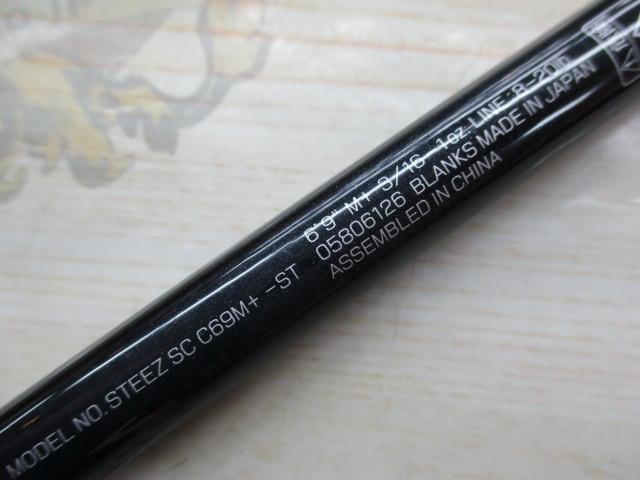 MODEL NO. STEEZ SC C69M+ -ST
6'9" M+ 3/16-1oz LINE:8-20lb
05806126 BLANKS MADE IN JAPAN
ASSEMBLED IN CHINA